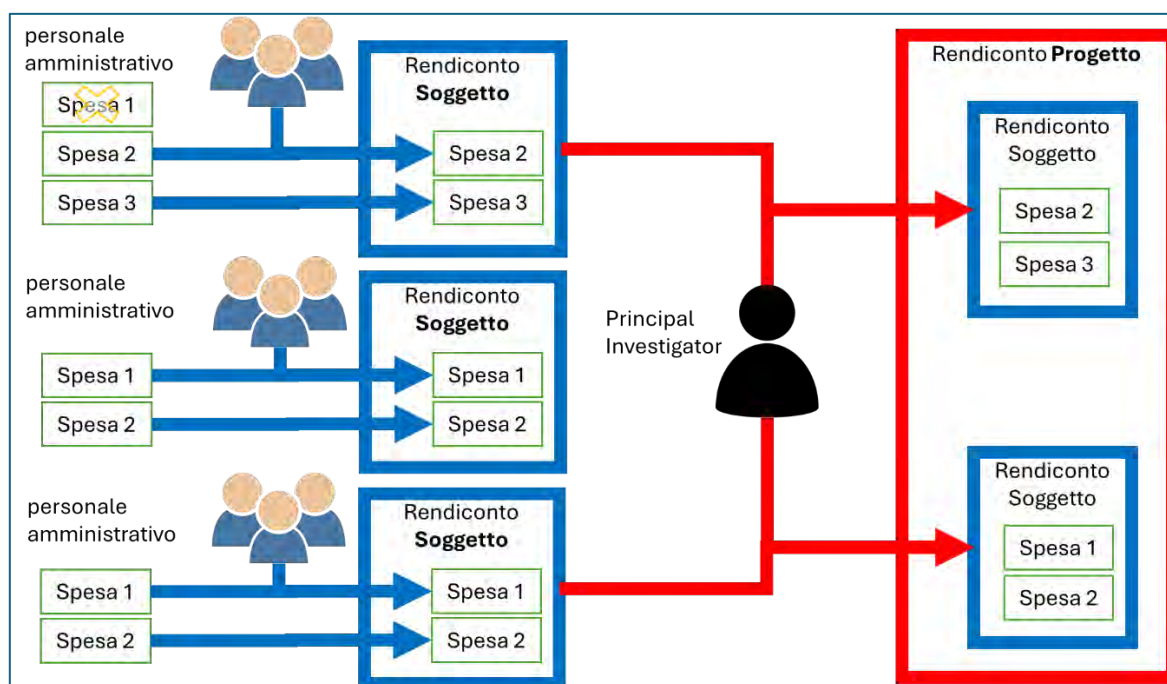 personale
amministrativo
Spesa 1
Spesa 2
Spesa 3
Rendiconto
Soggetto
Spesa 2
Spesa 3
personale
amministrativo
Spesa 1
Spesa 2
Rendiconto
Soggetto
Spesa 1
Spesa 2
personale
amministrativo
Spesa 1
Spesa 2
Rendiconto
Soggetto
Spesa 1
Spesa 2
Principal
Investigator
Rendiconto Progetto
Rendiconto
Soggetto
Spesa 2
Spesa 3
Rendiconto
Soggetto
Spesa 1
Spesa 2